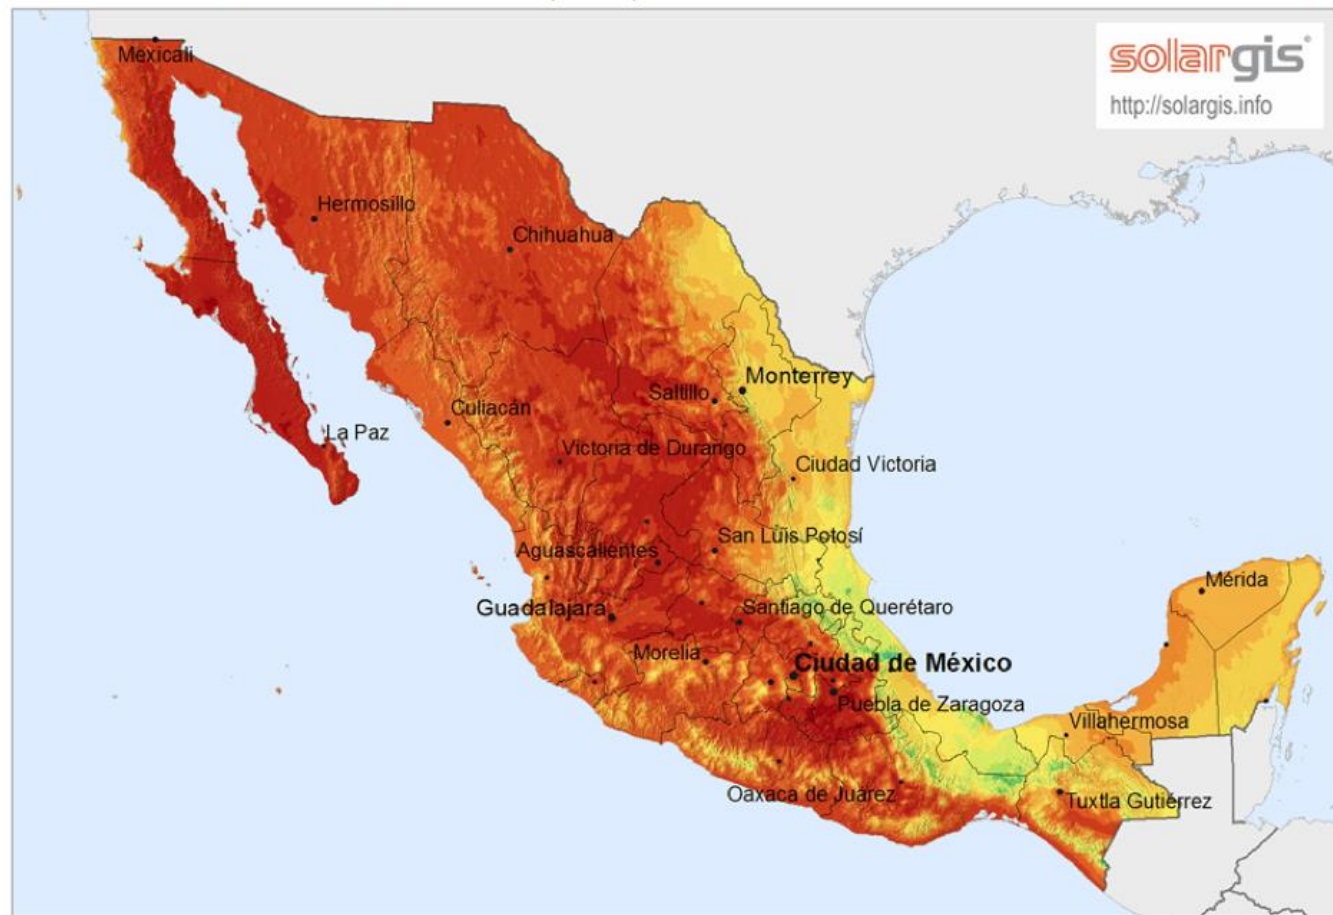 solargis
http://solargis.info
Mexicali
Hermosillo
Chihuahua
Monterrey
Saltillo
Culiacán
La Paz
Victoria de Durango
Ciudad Victoria
San Luis Potosí
Aguascalientes
Mérida
Guadalajara
Santiago de Querétaro
Morelia
Ciudad de México
Puebla de Zaragoza
Villahermosa
Oaxaca de Juárez
Tuxtla Gutiérrez